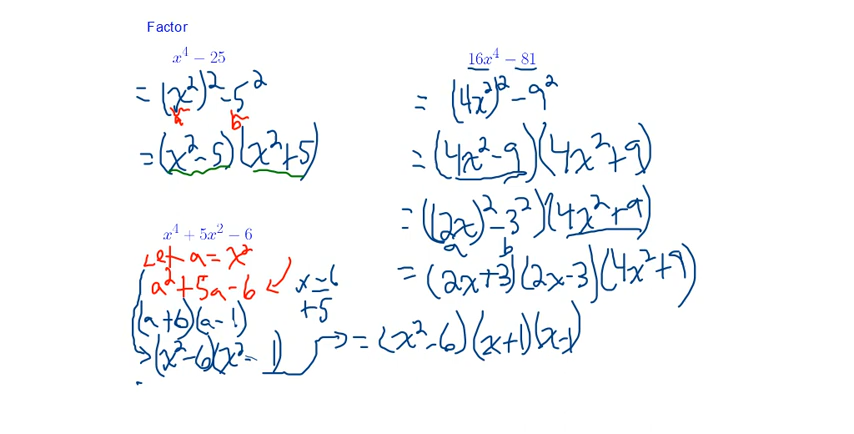 Factor
x⁴ − 25
= (x²)² − 5²
a b
= (x² − 5)(x² + 5)
x⁴ + 5x² − 6
Let a = x²
a² + 5a − 6
x −6
+5
(a + 6)(a − 1)
(x² − 6)(x² − 1)
= (x² − 6)(x + 1)(x − 1)
16x⁴ − 81
= (4x²)² − 9²
= (4x² − 9)(4x² + 9)
= ((2x)² − 3²)(4x² + 9)
a b
= (2x + 3)(2x − 3)(4x² + 9)